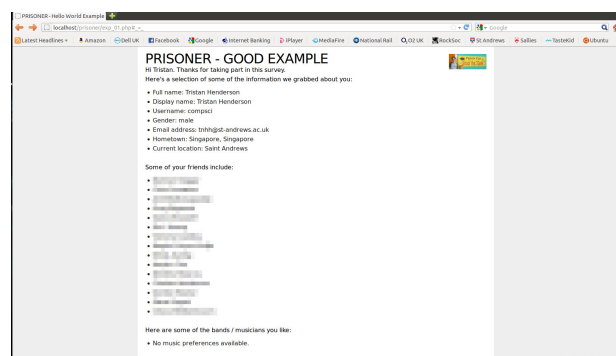 PRISONER - Hello World Example
localhost/prisoner/exp_01.php#_=_
Google
Latest Headlines Amazon Dell UK Facebook Google Internet Banking iPlayer MediaFire National Rail O2 UK RockSoc St Andrews Sallies TasteKid Ubuntu
PRISONER - GOOD EXAMPLE
Hi Tristan. Thanks for taking part in this survey.
Here's a selection of some of the information we grabbed about you:
• Full name: Tristan Henderson
• Display name: Tristan Henderson
• Username: compsci
• Gender: male
• Email address: tnhh@st-andrews.ac.uk
• Hometown: Singapore, Singapore
• Current location: Saint Andrews
Some of your friends include:
Here are some of the bands / musicians you like:
• No music preferences available.